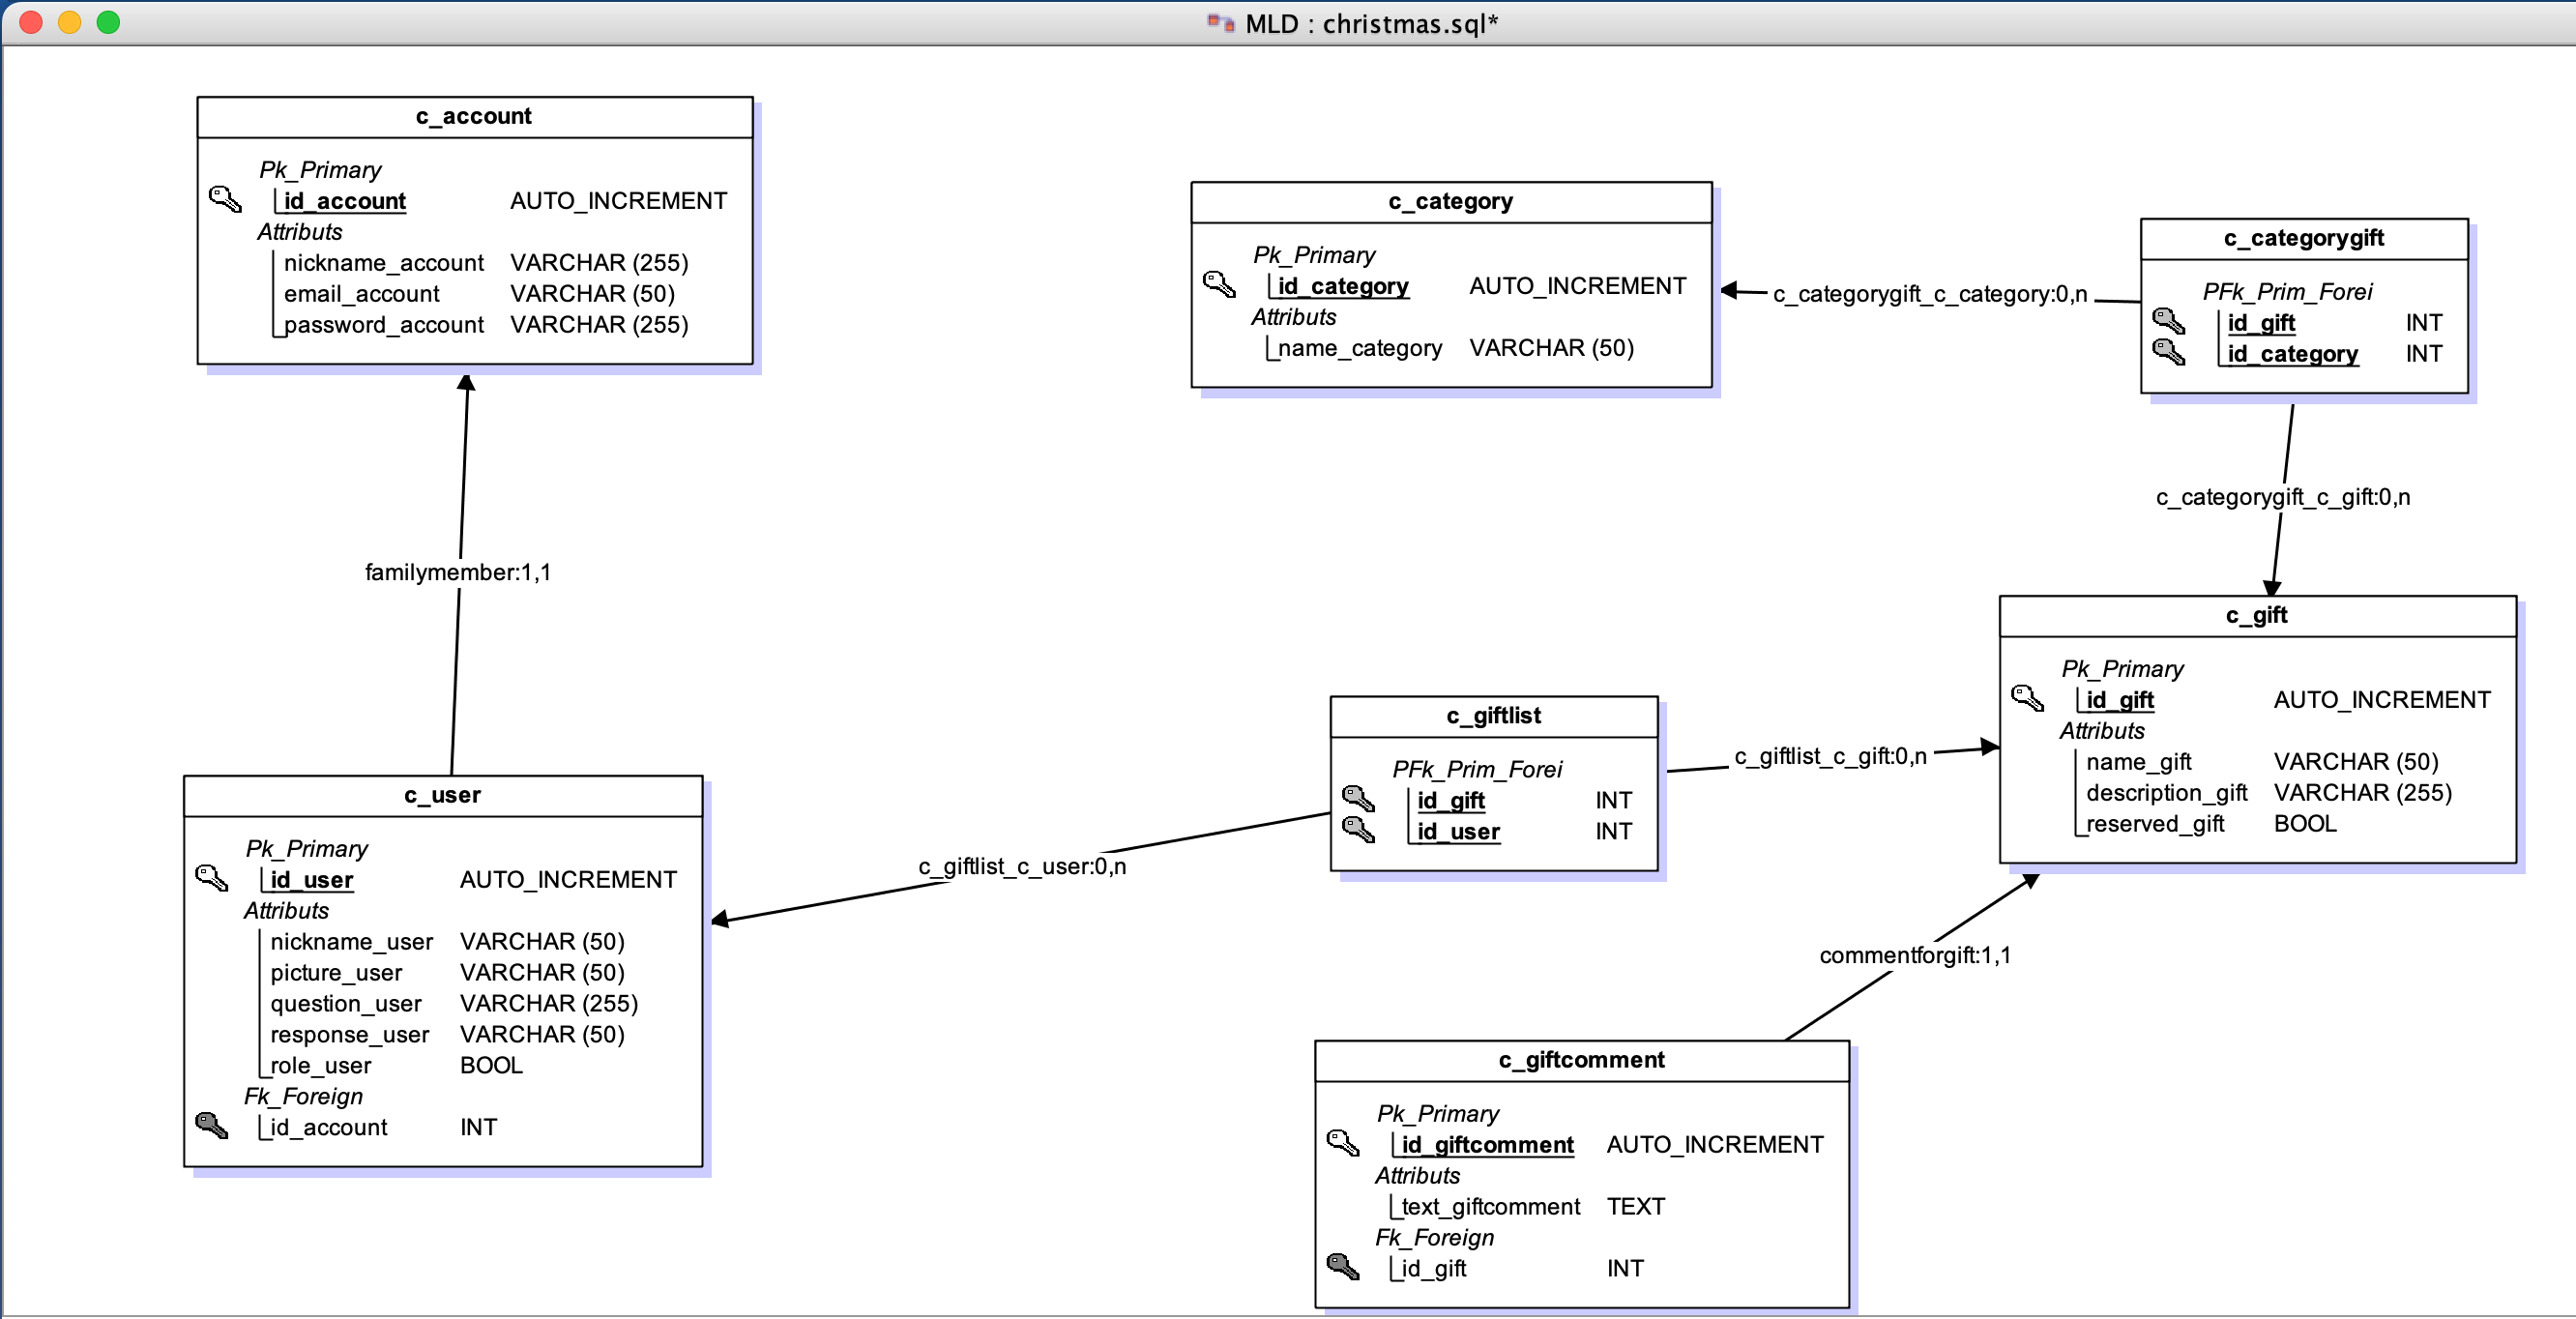 MLD : christmas.sql*
c_account
Pk_Primary
id_account AUTO_INCREMENT
Attributs
nickname_account VARCHAR (255)
email_account VARCHAR (50)
password_account VARCHAR (255)
c_category
Pk_Primary
id_category AUTO_INCREMENT
Attributs
name_category VARCHAR (50)
c_categorygift_c_category:0,n
c_categorygift
PFk_Prim_Forei
id_gift INT
id_category INT
c_categorygift_c_gift:0,n
familymember:1,1
c_gift
Pk_Primary
id_gift AUTO_INCREMENT
Attributs
name_gift VARCHAR (50)
description_gift VARCHAR (255)
reserved_gift BOOL
c_giftlist
PFk_Prim_Forei
id_gift INT
id_user INT
c_giftlist_c_gift:0,n
c_giftlist_c_user:0,n
c_user
Pk_Primary
id_user AUTO_INCREMENT
Attributs
nickname_user VARCHAR (50)
picture_user VARCHAR (50)
question_user VARCHAR (255)
response_user VARCHAR (50)
role_user BOOL
Fk_Foreign
id_account INT
commentforgift:1,1
c_giftcomment
Pk_Primary
id_giftcomment AUTO_INCREMENT
Attributs
text_giftcomment TEXT
Fk_Foreign
id_gift INT